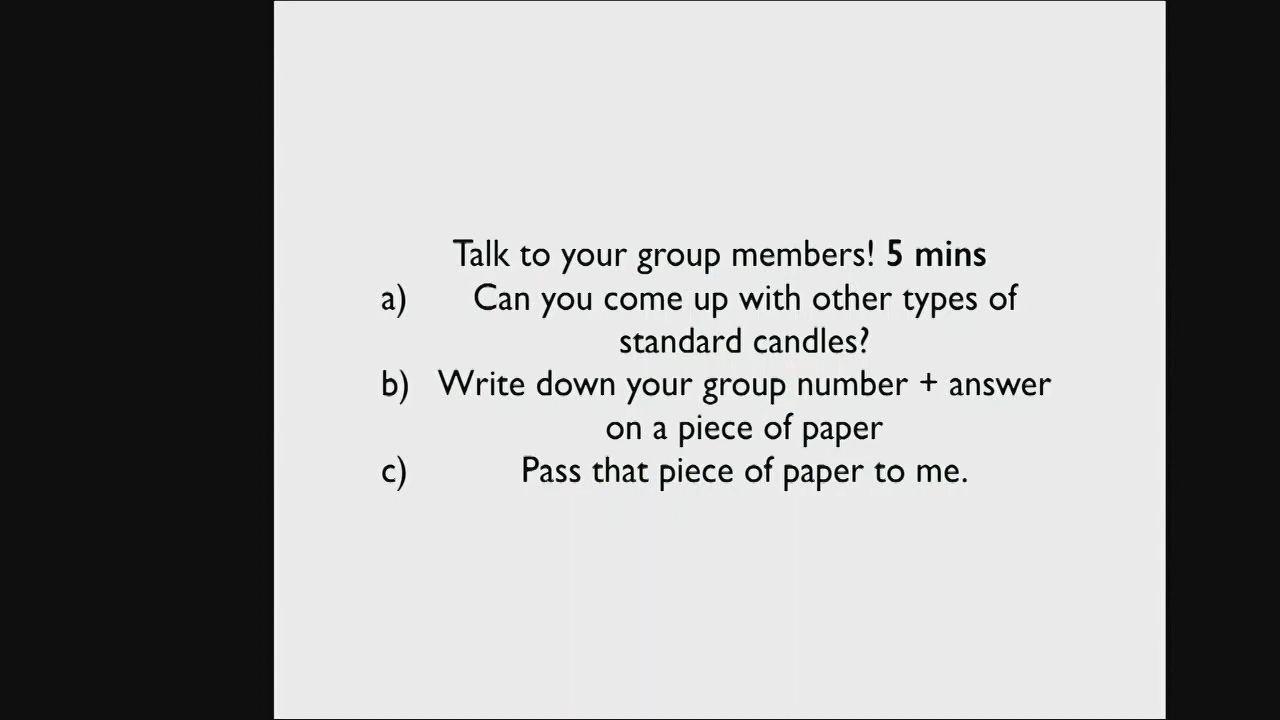 Talk to your group members! 5 mins
a) Can you come up with other types of
standard candles?
b) Write down your group number + answer
on a piece of paper
c) Pass that piece of paper to me.